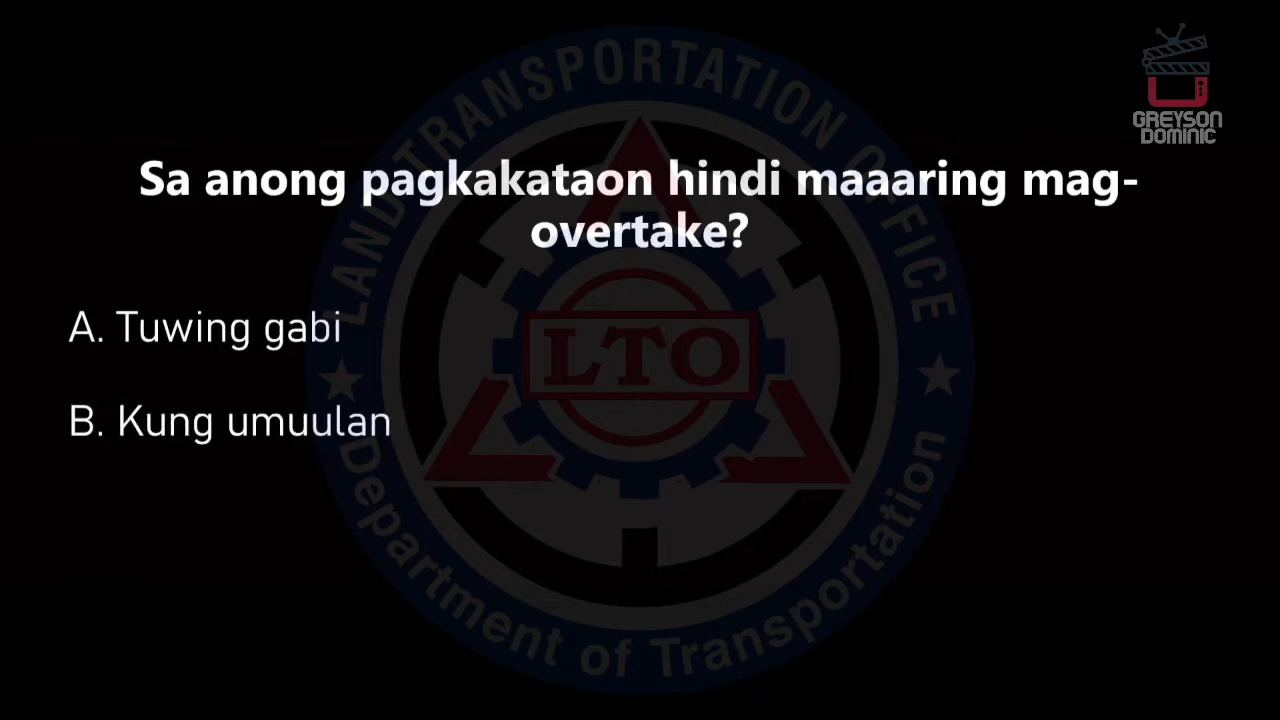 GREYSON
DOMINIC
LAND TRANSPORTATION OFFICE
Sa anong pagkakataon hindi maaaring mag-
overtake?
A. Tuwing gabi
LTO
B. Kung umuulan
Department of Transportation